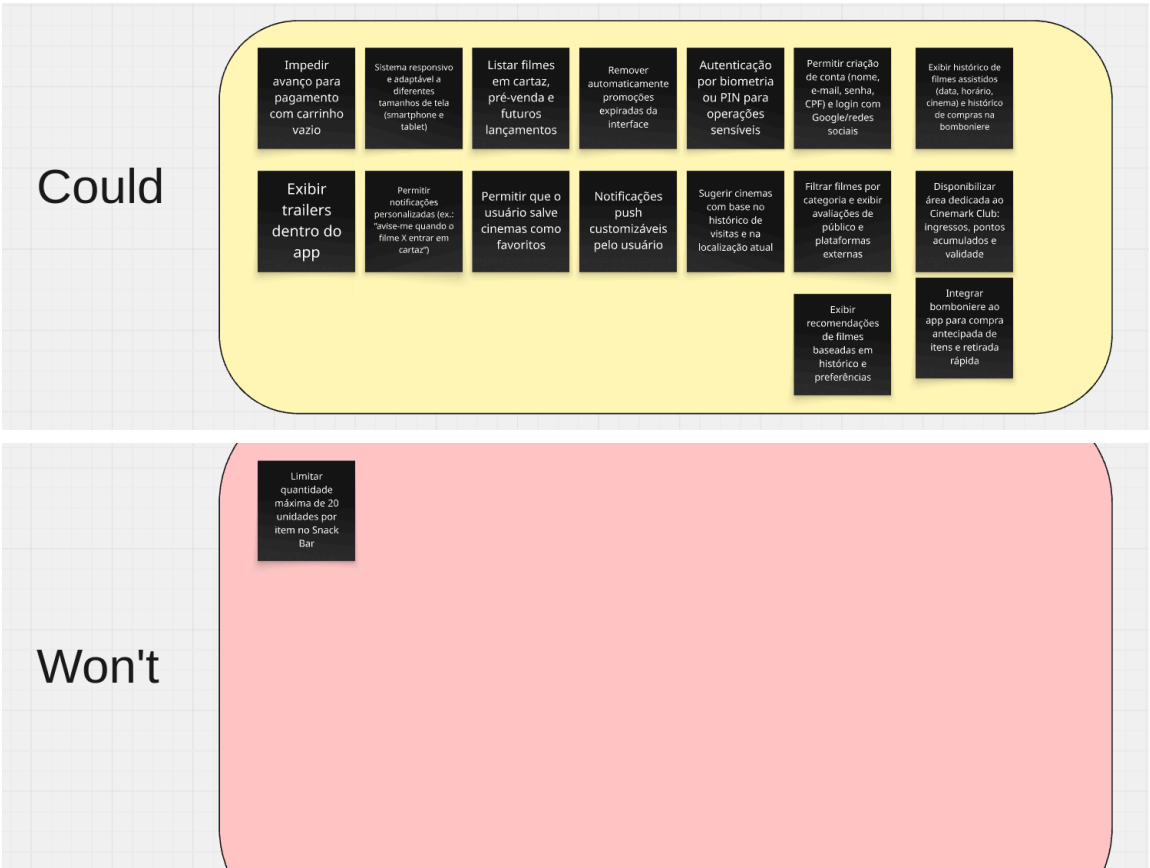 Could
Impedir
avanço para
pagamento
com carrinho
vazio
Sistema responsivo
e adaptável a
diferentes
tamanhos de tela
(smartphone e
tablet)
Listar filmes
em cartaz,
pré-venda e
futuros
lançamentos
Remover
automaticamente
promoções
expiradas da
interface
Autenticação
por biometria
ou PIN para
operações
sensíveis
Permitir criação
de conta (nome,
e-mail, senha,
CPF) e login com
Google/redes
sociais
Exibir histórico de
filmes assistidos
(data, horário,
cinema) e histórico
de compras na
bomboniere
Exibir
trailers
dentro do
app
Permitir
notificações
personalizadas (ex.:
"avise-me quando o
filme X entrar em
cartaz")
Permitir que o
usuário salve
cinemas como
favoritos
Notificações
push
customizáveis
pelo usuário
Sugerir cinemas
com base no
histórico de
visitas e na
localização atual
Filtrar filmes por
categoria e exibir
avaliações de
público e
plataformas
externas
Disponibilizar
área dedicada ao
Cinemark Club:
ingressos, pontos
acumulados e
validade
Exibir
recomendações
de filmes
baseadas em
histórico e
preferências
Integrar
bomboniere ao
app para compra
antecipada de
itens e retirada
rápida
Won't
Limitar
quantidade
máxima de 20
unidades por
item no Snack
Bar